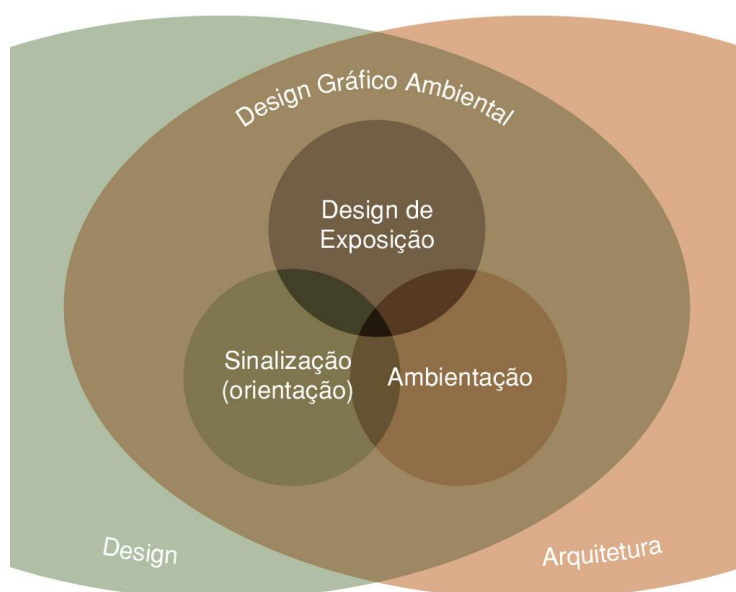 Design Gráfico Ambiental
Design de
Exposição
Sinalização
(orientação)
Ambientação
Design
Arquitetura